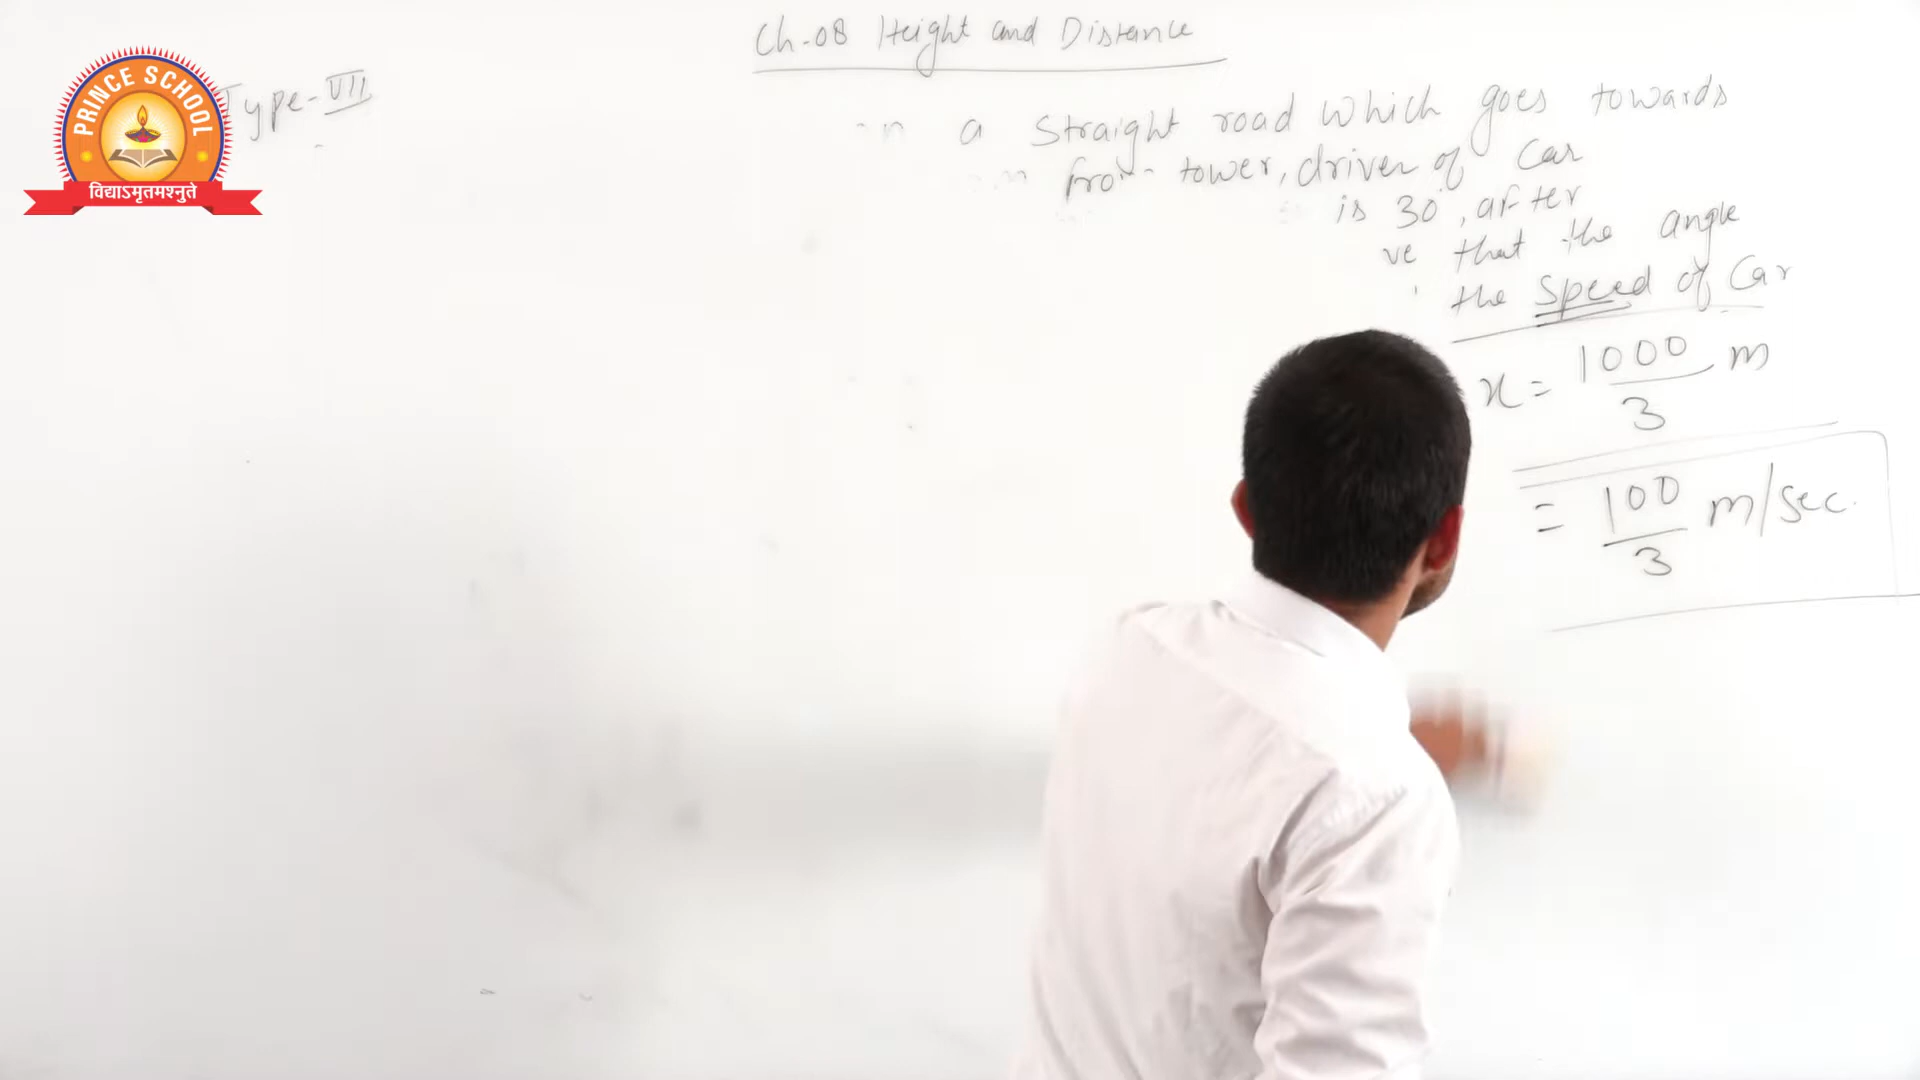 PRINCE SCHOOL
विद्याऽमृतमश्नुते
Ch.08 Height and Distance
Type-VII
a straight road which goes towards
from tower, driver of car
is 30°, after
ve that the angle
the speed of Car
x = 1000/3 m
= 100/3 m/sec.